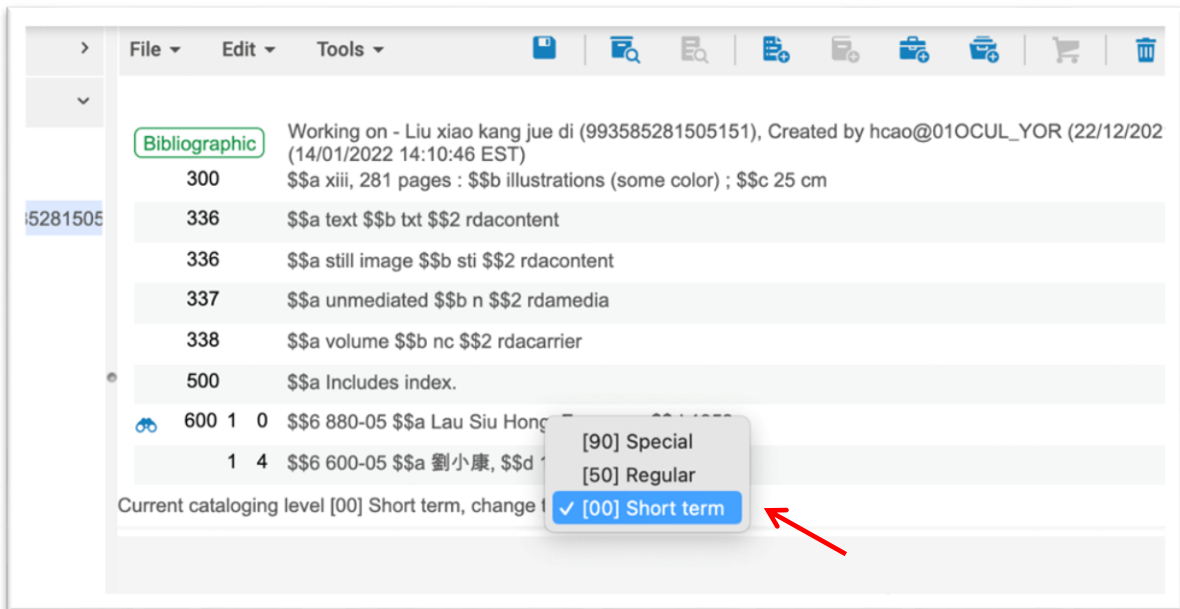 File Edit Tools
Bibliographic
Working on - Liu xiao kang jue di (993585281505151), Created by hcao@01OCUL_YOR (22/12/202
(14/01/2022 14:10:46 EST)
300 $$a xiii, 281 pages : $$b illustrations (some color) ; $$c 25 cm
5281505
336 $$a text $$b txt $$2 rdacontent
336 $$a still image $$b sti $$2 rdacontent
337 $$a unmediated $$b n $$2 rdamedia
338 $$a volume $$b nc $$2 rdacarrier
500 $$a Includes index.
600 1 0 $$6 880-05 $$a Lau Siu Hong
1 4 $$6 600-05 $$a 劉小康, $$d
Current cataloging level [00] Short term, change
[90] Special
[50] Regular
✓ [00] Short term